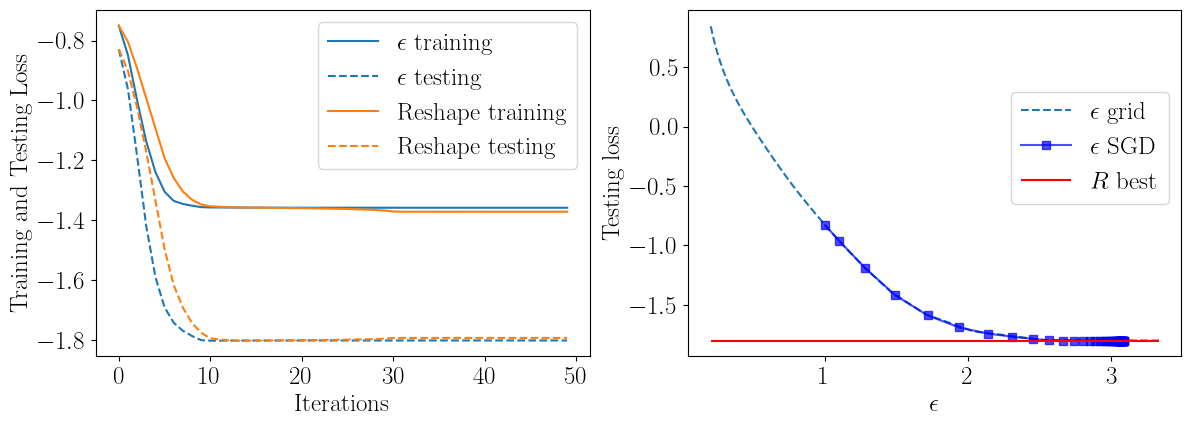 −0.8
−1.0
−1.2
−1.4
−1.6
−1.8
Training and Testing Loss
0 10 20 30 40 50
Iterations
ϵ training
ϵ testing
Reshape training
Reshape testing
0.5
0.0
−0.5
−1.0
−1.5
Testing loss
1 2 3
ϵ
ϵ grid
ϵ SGD
R best